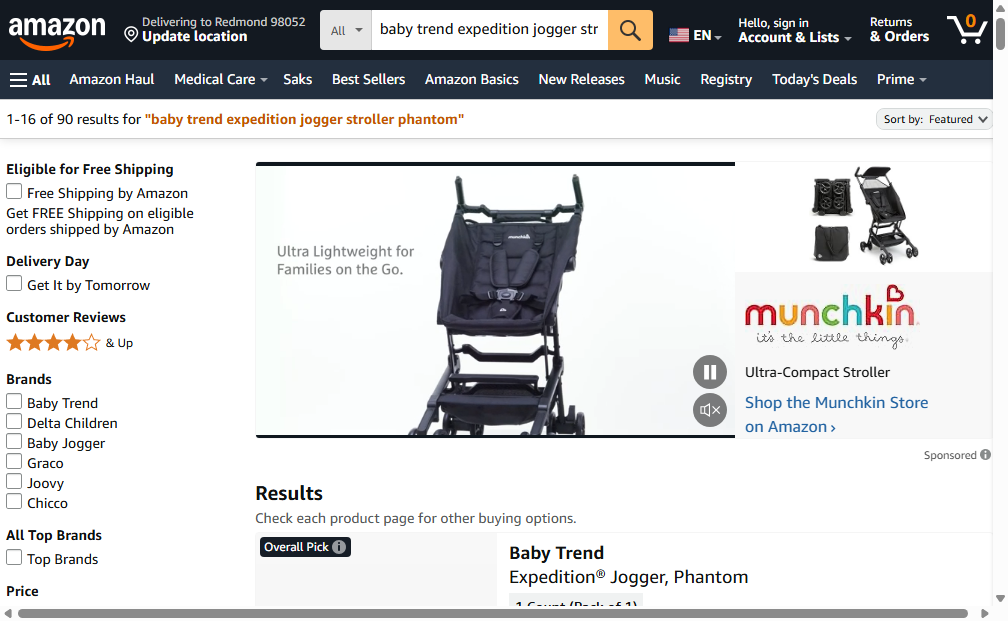 amazon
Delivering to Redmond 98052
Update location
All
baby trend expedition jogger str
EN
Hello, sign in
Account & Lists
Returns
& Orders
0
All
Amazon Haul
Medical Care
Saks
Best Sellers
Amazon Basics
New Releases
Music
Registry
Today's Deals
Prime
1-16 of 90 results for "baby trend expedition jogger stroller phantom"
Sort by: Featured
Eligible for Free Shipping
Free Shipping by Amazon
Get FREE Shipping on eligible
orders shipped by Amazon
Delivery Day
Get It by Tomorrow
Customer Reviews
& Up
Brands
Baby Trend
Delta Children
Baby Jogger
Graco
Joovy
Chicco
All Top Brands
Top Brands
Price
Ultra Lightweight for
Families on the Go.
munchkin
munchkin
it's the little things.
Ultra-Compact Stroller
Shop the Munchkin Store
on Amazon ›
Sponsored
Results
Check each product page for other buying options.
Overall Pick
Baby Trend
Expedition® Jogger, Phantom
1 Count (Pack of 1)